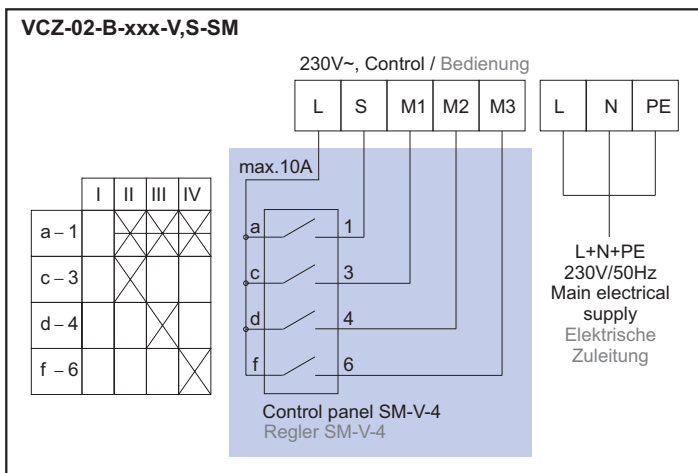 VCZ-02-B-xxx-V,S-SM
230V~, Control / Bedienung
L S M1 M2 M3 L N PE
max.10A
I II III IV
a – 1
c – 3
d – 4
f – 6
a 1
c 3
d 4
f 6
Control panel SM-V-4
Regler SM-V-4
L+N+PE
230V/50Hz
Main electrical
supply
Elektrische
Zuleitung